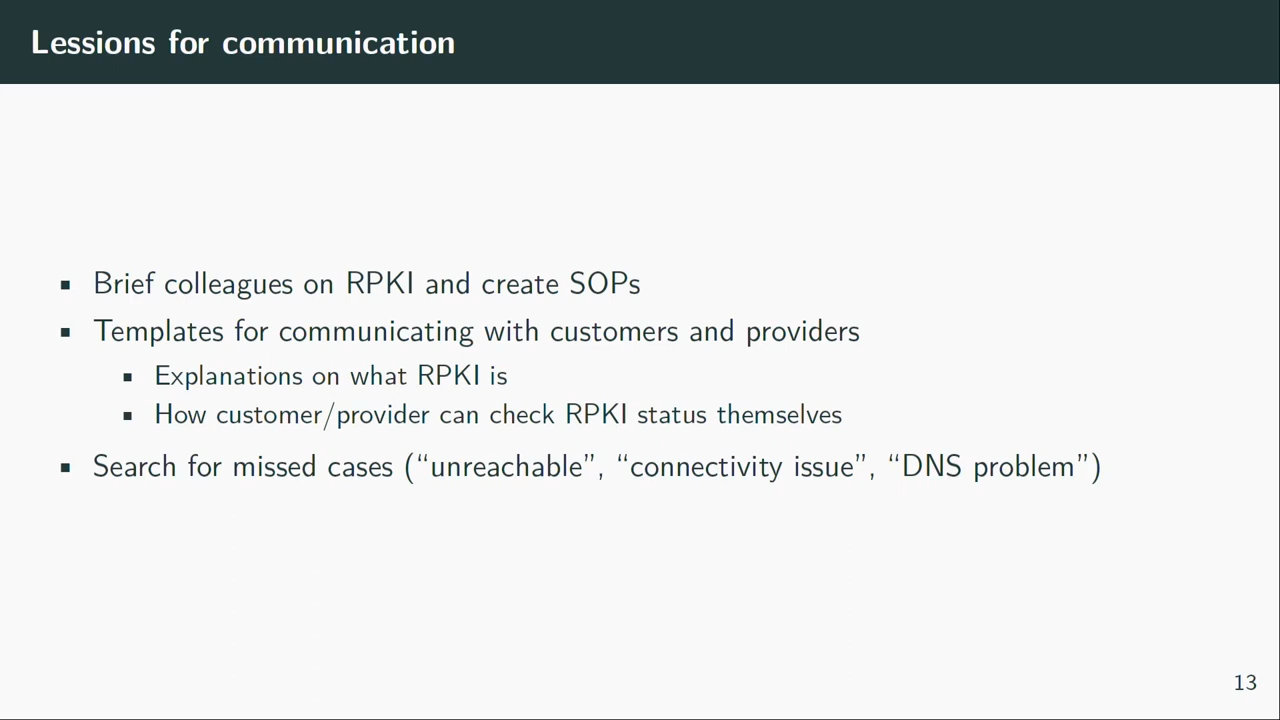 Lessions for communication
▪ Brief colleagues on RPKI and create SOPs
▪ Templates for communicating with customers and providers
▪ Explanations on what RPKI is
▪ How customer/provider can check RPKI status themselves
▪ Search for missed cases (“unreachable”, “connectivity issue”, “DNS problem”)
13